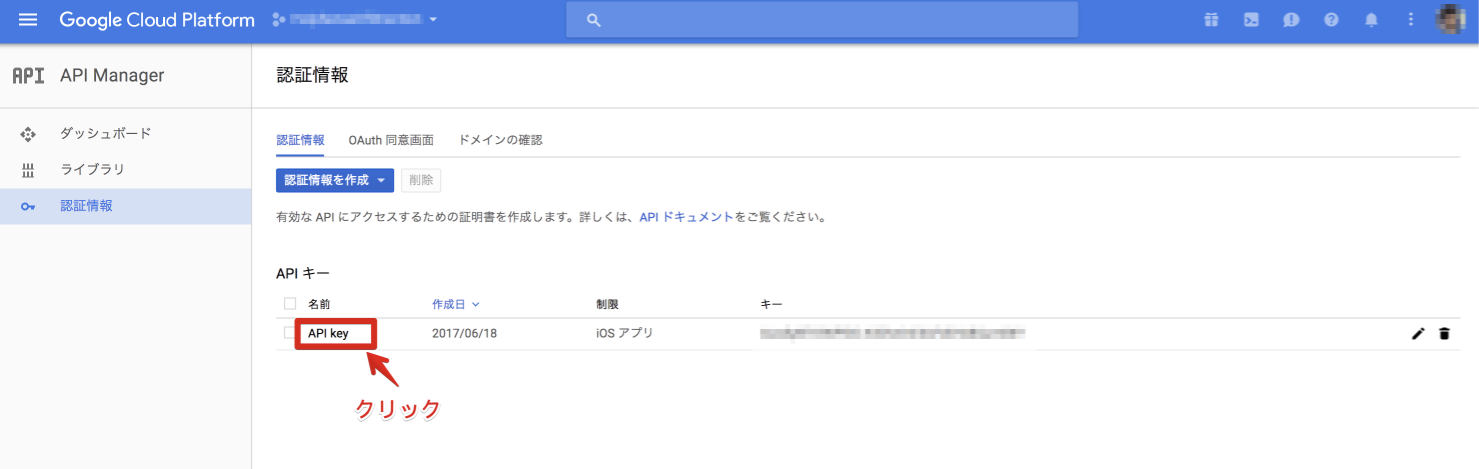 Google Cloud Platform
API API Manager
認証情報
ダッシュボード
ライブラリ
認証情報
認証情報 OAuth 同意画面 ドメインの確認
認証情報を作成 削除
有効な API にアクセスするための証明書を作成します。詳しくは、API ドキュメントをご覧ください。
API キー
名前 作成日 制限 キー
API key 2017/06/18 iOS アプリ
クリック